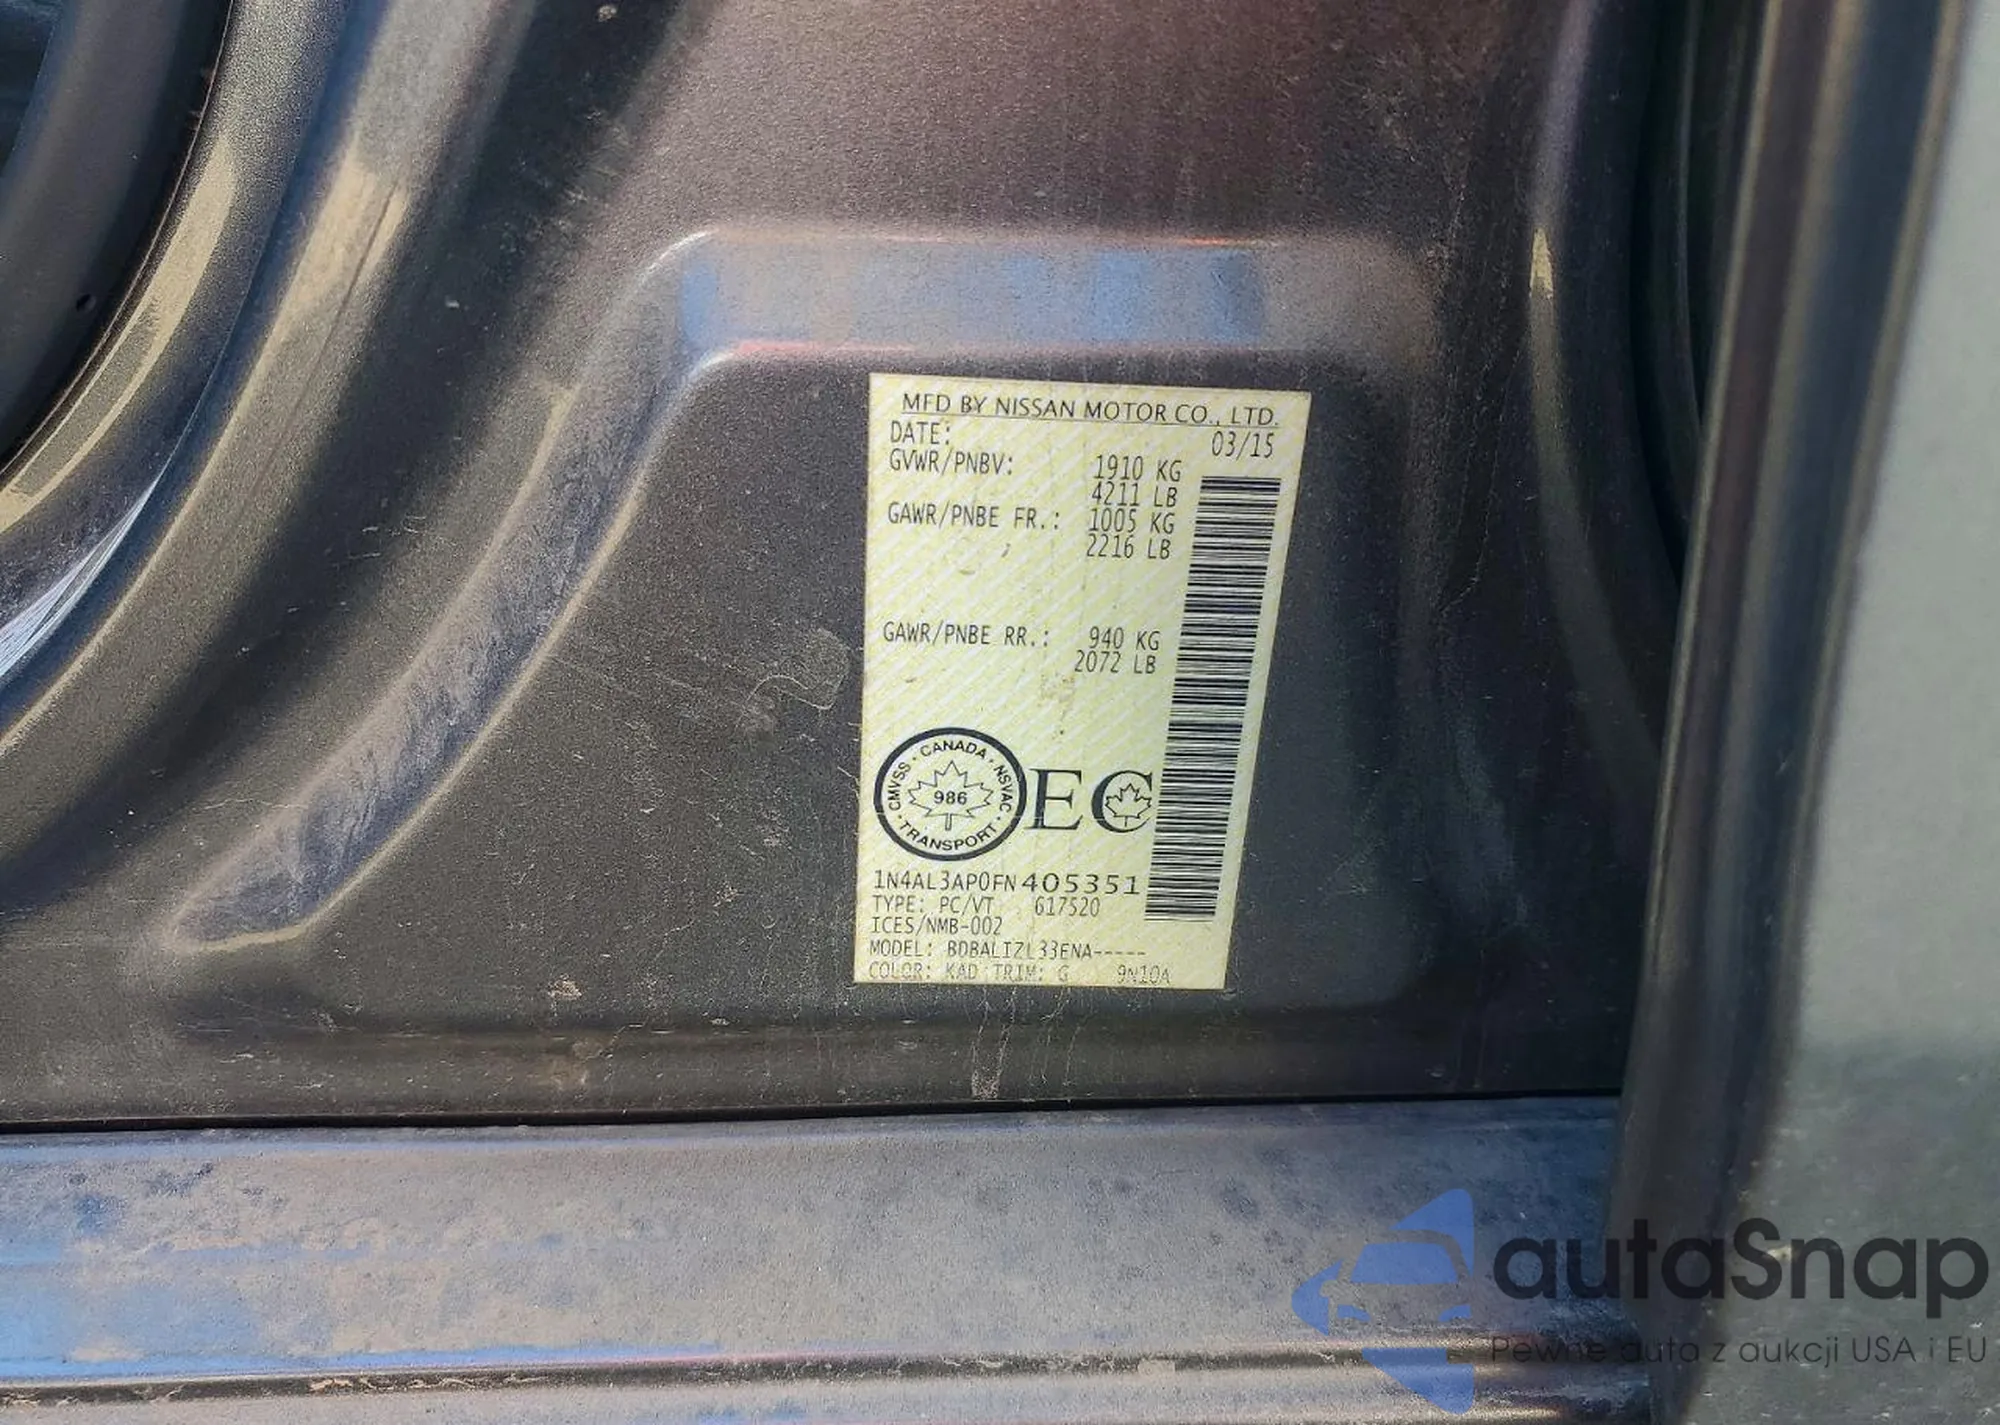 MFD BY NISSAN MOTOR CO., LTD.
DATE: 03/15
GVWR/PNBV: 1910 KG
4211 LB
GAWR/PNBE FR.: 1005 KG
2216 LB
GAWR/PNBE RR.: 940 KG
2072 LB
CMVSS · CANADA · NSVAC · TRANSPORT ·
986
EC
1N4AL3AP0FN405351
TYPE: PC/VT 617520
ICES/NMB-002
MODEL: BDBALIZL33ENA-----
COLOR: KAD TRIM: G 9N10A
autaSnap
Pewne auta z aukcji USA i EU